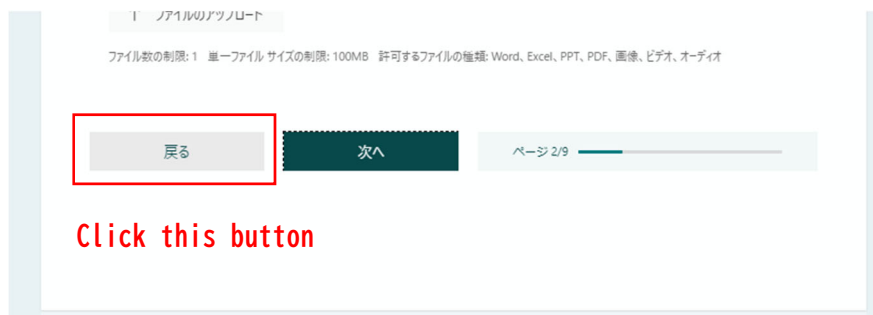 ファイルのアップロード
ファイル数の制限: 1 単一ファイル サイズの制限: 100MB 許可するファイルの種類: Word、Excel、PPT、PDF、画像、ビデオ、オーディオ
戻る
次へ
ページ 2/9
Click this button